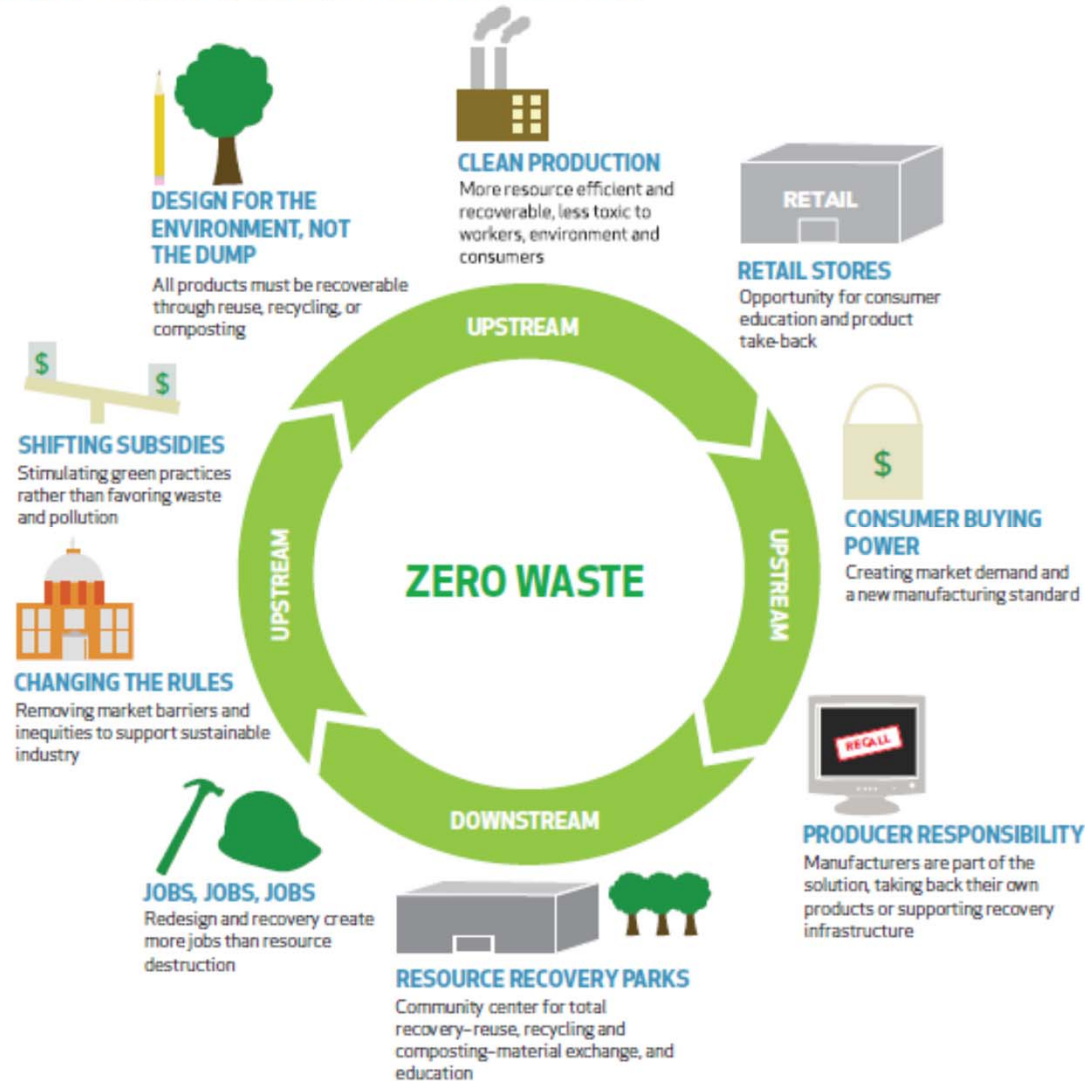 DESIGN FOR THE
ENVIRONMENT, NOT
THE DUMP
All products must be recoverable
through reuse, recycling, or
composting
CLEAN PRODUCTION
More resource efficient and
recoverable, less toxic to
workers, environment and
consumers
RETAIL
RETAIL STORES
Opportunity for consumer
education and product
take-back
$
CONSUMER BUYING
POWER
Creating market demand and
a new manufacturing standard
RECALL
PRODUCER RESPONSIBILITY
Manufacturers are part of the
solution, taking back their own
products or supporting recovery
infrastructure
RESOURCE RECOVERY PARKS
Community center for total
recovery–reuse, recycling and
composting–material exchange, and
education
JOBS, JOBS, JOBS
Redesign and recovery create
more jobs than resource
destruction
CHANGING THE RULES
Removing market barriers and
inequities to support sustainable
industry
$
$
SHIFTING SUBSIDIES
Stimulating green practices
rather than favoring waste
and pollution
UPSTREAM
UPSTREAM
DOWNSTREAM
UPSTREAM
ZERO WASTE